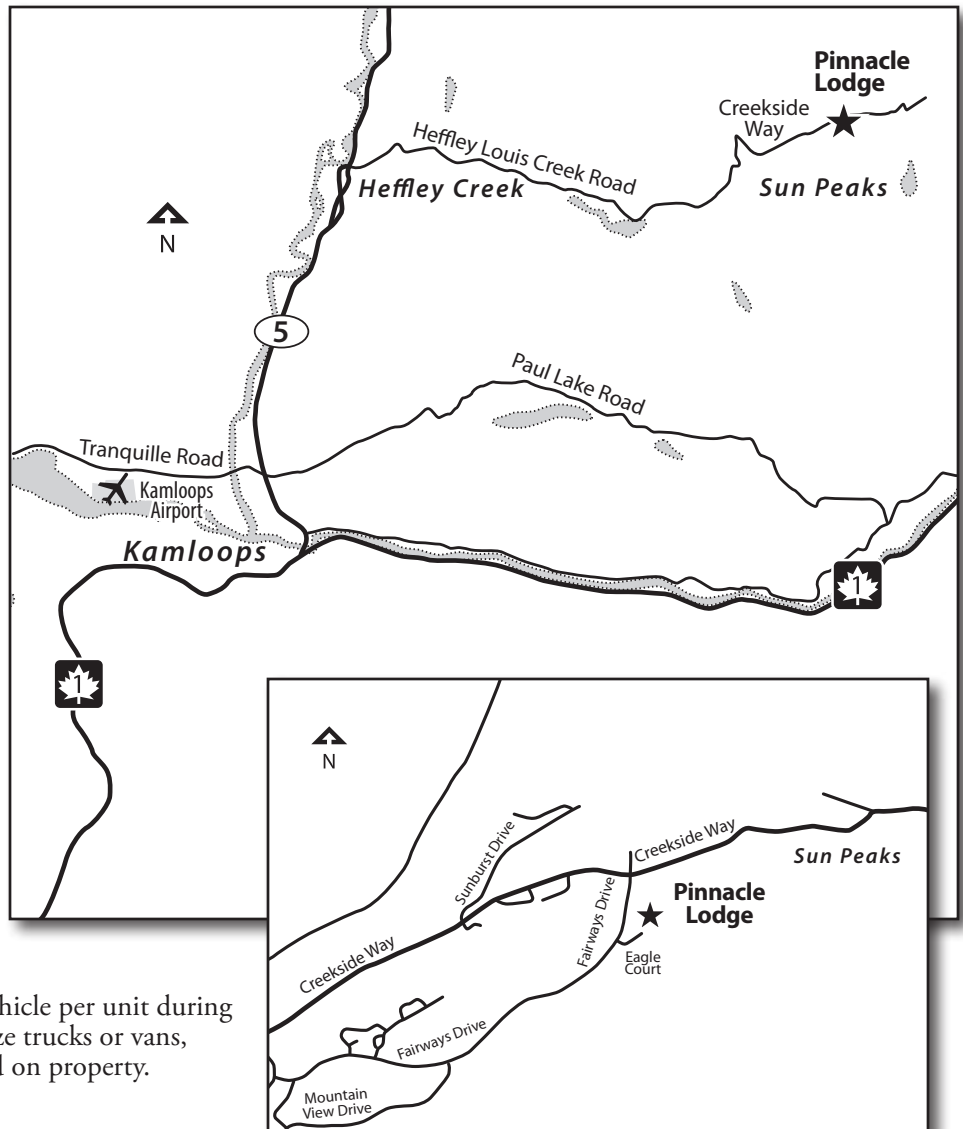 Pinnacle
Lodge
Creekside
Way
Heffley Louis Creek Road
Heffley Creek
Sun Peaks
N
5
Paul Lake Road
Tranquille Road
Kamloops
Airport
Kamloops
1
1
N
Sunburst Drive
Creekside Way
Sun Peaks
Pinnacle
Lodge
Fairways Drive
Eagle
Court
Creekside Way
Fairways Drive
Mountain
View Drive
hicle per unit during
ze trucks or vans,
d on property.